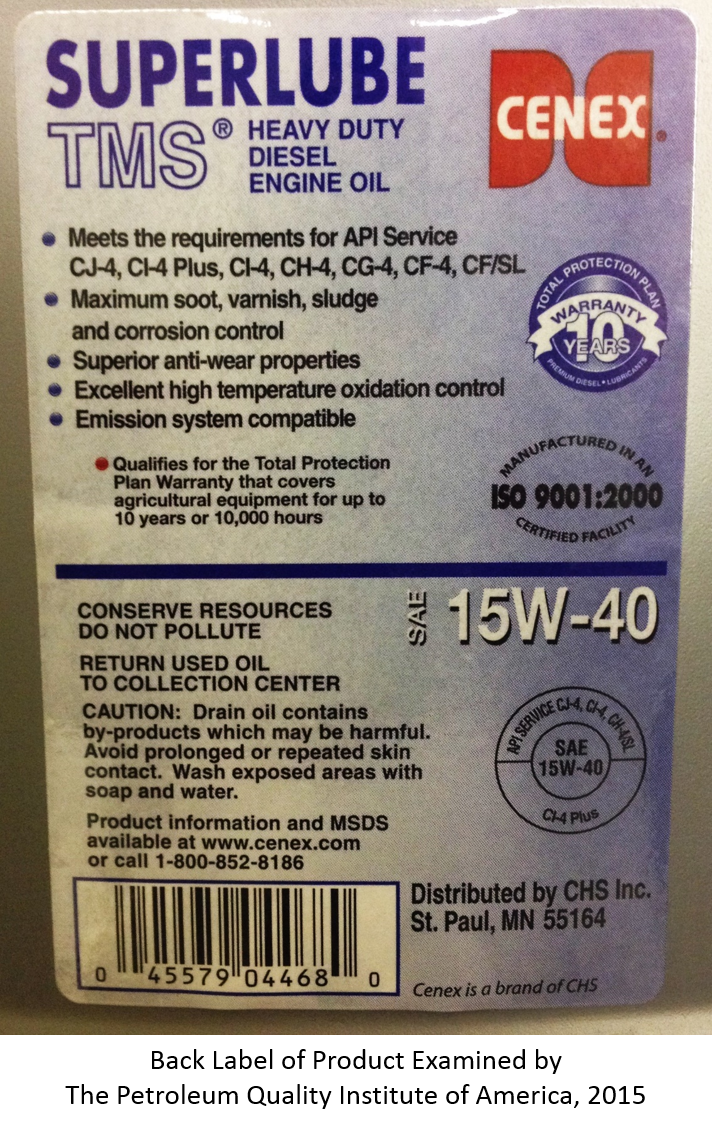 SUPERLUBE
TMS® HEAVY DUTY
DIESEL
ENGINE OIL
CENEX®
• Meets the requirements for API Service
CJ-4, CI-4 Plus, CI-4, CH-4, CG-4, CF-4, CF/SL
• Maximum soot, varnish, sludge
and corrosion control
• Superior anti-wear properties
• Excellent high temperature oxidation control
• Emission system compatible
TOTAL PROTECTION PLAN
WARRANTY
10
YEARS
PREMIUM DIESEL • LUBRICANTS
• Qualifies for the Total Protection
Plan Warranty that covers
agricultural equipment for up to
10 years or 10,000 hours
MANUFACTURED IN AN
ISO 9001:2000
CERTIFIED FACILITY
CONSERVE RESOURCES
DO NOT POLLUTE
SAE 15W-40
RETURN USED OIL
TO COLLECTION CENTER
CAUTION: Drain oil contains
by-products which may be harmful.
Avoid prolonged or repeated skin
contact. Wash exposed areas with
soap and water.
API SERVICE CJ-4, CI-4, CH-4/SL
SAE
15W-40
CI-4 Plus
Product information and MSDS
available at www.cenex.com
or call 1-800-852-8186
0 45579 04468 0
Distributed by CHS Inc.
St. Paul, MN 55164
Cenex is a brand of CHS
Back Label of Product Examined by
The Petroleum Quality Institute of America, 2015